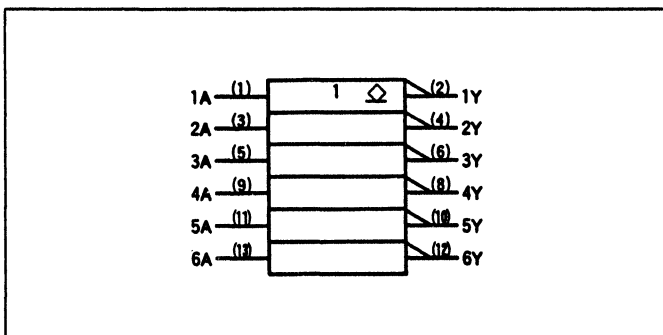 1A (1) 1 (2) 1Y
2A (3) (4) 2Y
3A (5) (6) 3Y
4A (9) (8) 4Y
5A (11) (10) 5Y
6A (13) (12) 6Y